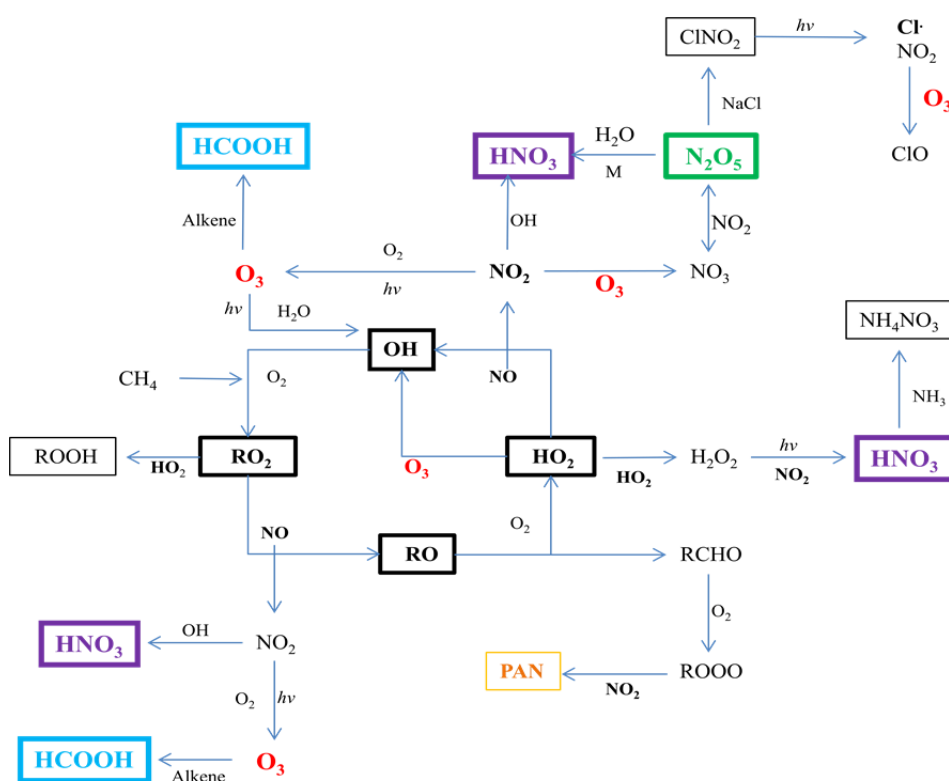 ClNO₂
hν
Cl·
NO₂
NaCl
O₃
HCOOH
H₂O
HNO₃
M
N₂O₅
ClO
Alkene
OH
NO₂
O₂
O₃
NO₂
NO₃
hν
O₃
hν
H₂O
NH₄NO₃
OH
CH₄
O₂
NO
NH₃
ROOH
HO₂
RO₂
O₃
HO₂
HO₂
H₂O₂
hν
NO₂
HNO₃
NO
O₂
RO
RCHO
O₂
HNO₃
OH
NO₂
PAN
NO₂
ROOO
O₂
hν
HCOOH
Alkene
O₃